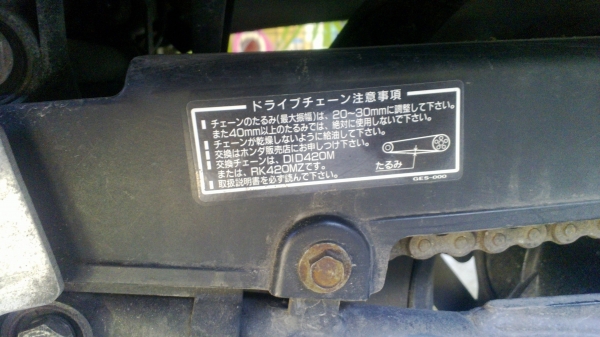 ドライブチェーン注意事項
チェーンのたるみ(最大振幅)は、20～30mmに調整して下さい。
また40mm以上のたるみでは、絶対に使用しないで下さい。
チェーンが乾燥しないように給油して下さい。
交換はホンダ販売店にお申しつけ下さい。
交換チェーンは、DID420M
または、RK420MZです。
取扱説明書を必ず読んで下さい。
たるみ
GES-000